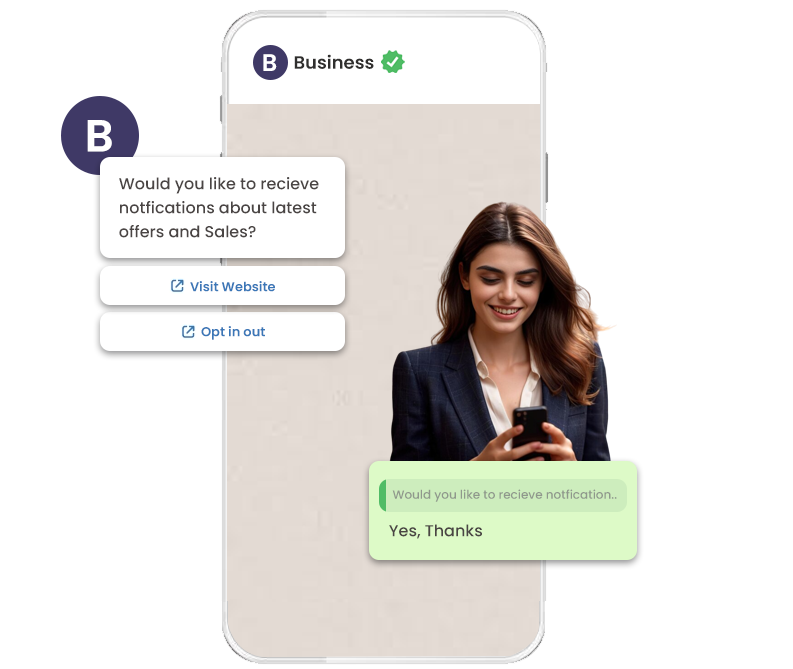 B Business
B
Would you like to recieve
notfications about latest
offers and Sales?
Visit Website
Opt in out
Would you like to recieve notfication..
Yes, Thanks